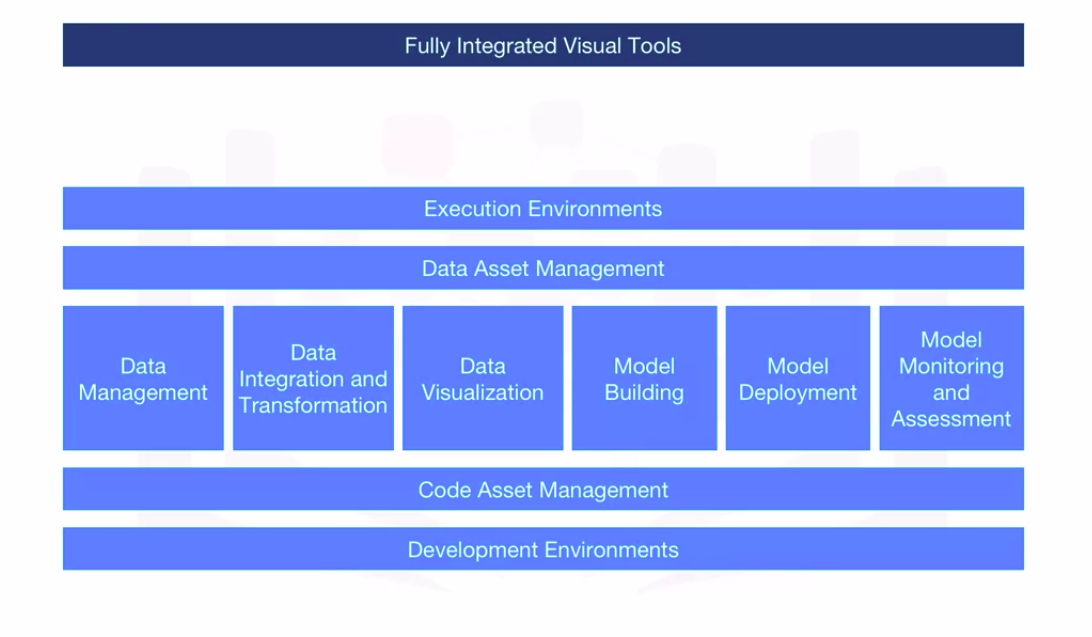 Fully Integrated Visual Tools
Execution Environments
Data Asset Management
Data
Management
Data
Integration and
Transformation
Data
Visualization
Model
Building
Model
Deployment
Model
Monitoring
and
Assessment
Code Asset Management
Development Environments